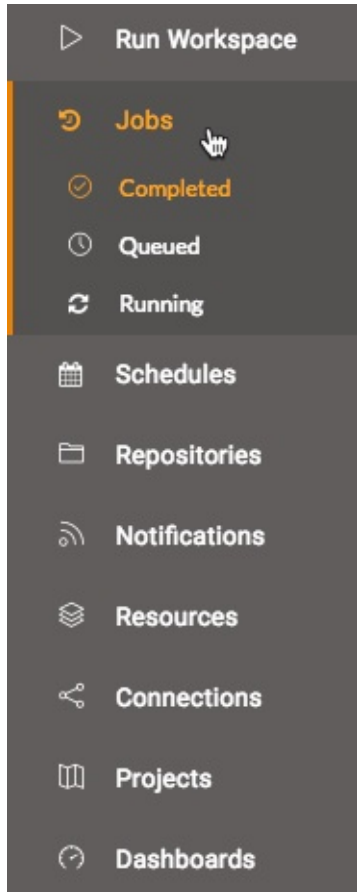 Run Workspace
Jobs
Completed
Queued
Running
Schedules
Repositories
Notifications
Resources
Connections
Projects
Dashboards